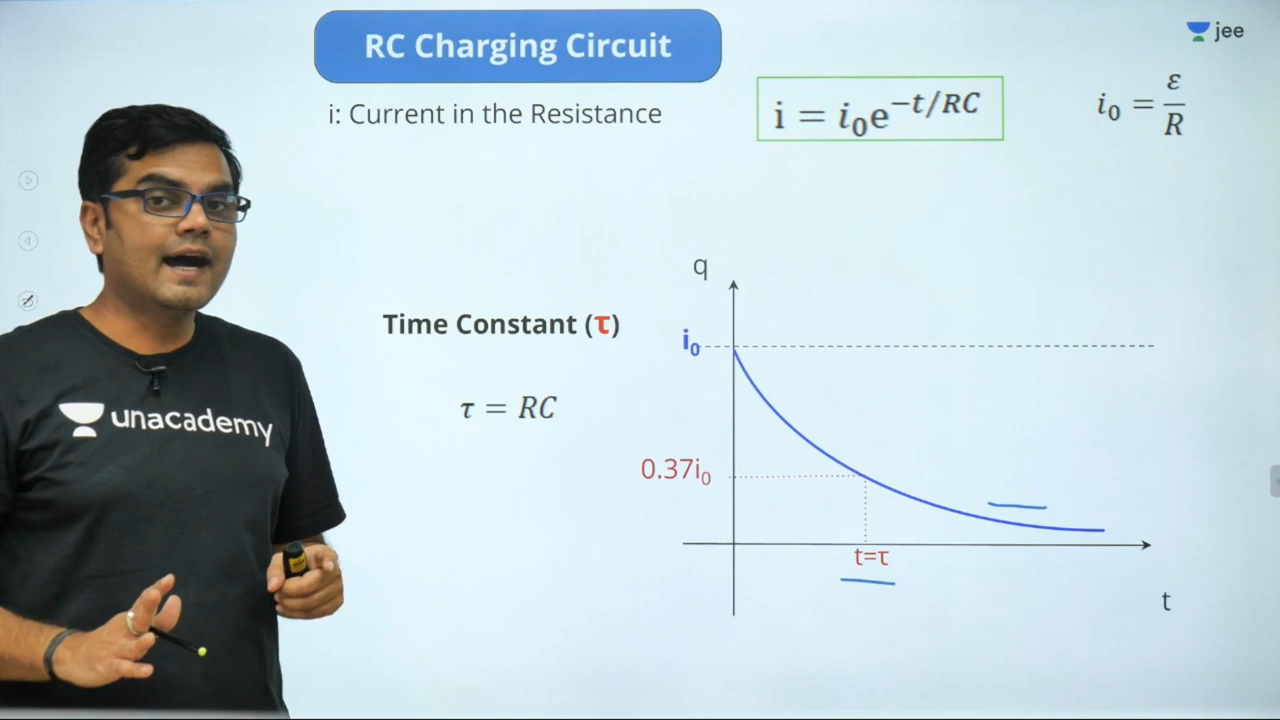 RC Charging Circuit
jee
i: Current in the Resistance
i = i₀e^{-t/RC}
i₀ = ε/R
q
Time Constant (τ)
i₀
τ = RC
unacademy
0.37i₀
t=τ
t